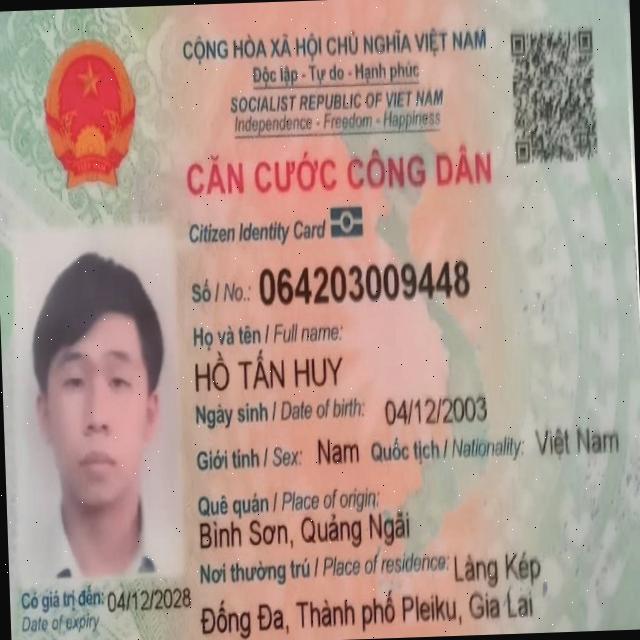 CỘNG HÒA XÃ HỘI CHỦ NGHĨA VIỆT NAM
Độc lập - Tự do - Hạnh phúc
SOCIALIST REPUBLIC OF VIET NAM
Independence - Freedom - Happiness
CĂN CƯỚC CÔNG DÂN
Citizen Identity Card
Số / No.: 064203009448
Họ và tên / Full name:
HỒ TẤN HUY
Ngày sinh / Date of birth: 04/12/2003
Giới tính / Sex: Nam Quốc tịch / Nationality: Việt Nam
Quê quán / Place of origin:
Bình Sơn, Quảng Ngãi
Nơi thường trú / Place of residence: Làng Kép
Đống Đa, Thành phố Pleiku, Gia Lai
Có giá trị đến: 04/12/2028
Date of expiry